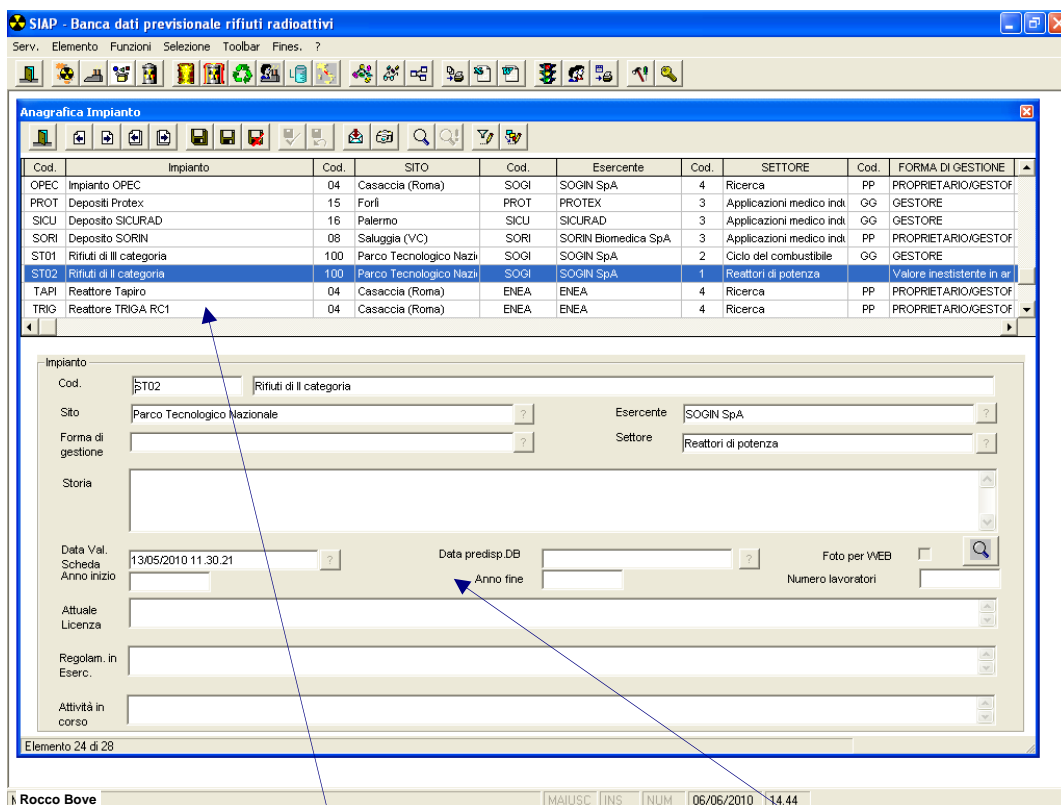 SIAP - Banca dati previsionale rifiuti radioattivi
Serv. Elemento Funzioni Selezione Toolbar Fines. ?
Anagrafica Impianto
Cod. Impianto Cod. SITO Cod. Esercente Cod. SETTORE Cod. FORMA DI GESTIONE
OPEC Impianto OPEC 04 Casaccia (Roma) SOGI SOGIN SpA 4 Ricerca PP PROPRIETARIO/GESTOF
PROT Depositi Protex 15 Forlì PROT PROTEX 3 Applicazioni medico indu GG GESTORE
SICU Deposito SICURAD 16 Palermo SICU SICURAD 3 Applicazioni medico indu GG GESTORE
SORI Deposito SORIN 08 Saluggia (VC) SORI SORIN Biomedica SpA 3 Applicazioni medico indu PP PROPRIETARIO/GESTOF
ST01 Rifiuti di III categoria 100 Parco Tecnologico Nazi SOGI SOGIN SpA 2 Ciclo del combustibile GG GESTORE
ST02 Rifiuti di II categoria 100 Parco Tecnologico Nazi SOGI SOGIN SpA 1 Reattori di potenza Valore inestistente in ar
TAPI Reattore Tapiro 04 Casaccia (Roma) ENEA ENEA 4 Ricerca PP PROPRIETARIO/GESTOF
TRIG Reattore TRIGA RC1 04 Casaccia (Roma) ENEA ENEA 4 Ricerca PP PROPRIETARIO/GESTOF
Impianto
Cod. ST02 Rifiuti di II categoria
Sito Parco Tecnologico Nazionale ? Esercente SOGIN SpA ?
Forma di gestione ? Settore Reattori di potenza ?
Storia
Data Val. Scheda 13/05/2010 11.30.21 ? Data predisp.DB ? Foto per WEB
Anno inizio Anno fine Numero lavoratori
Attuale Licenza
Regolam. in Eserc.
Attività in corso
Elemento 24 di 28
Rocco Bove MAIUSC INS NUM 06/06/2010 14.44